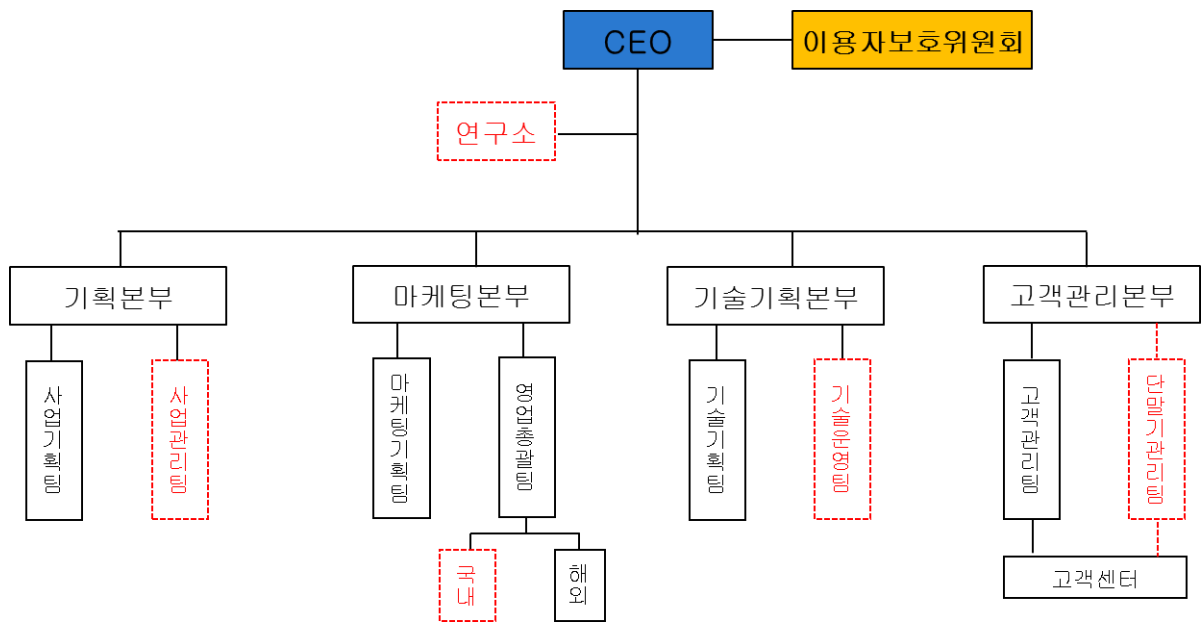 CEO
이용자보호위원회
연구소
기획본부
마케팅본부
기술기획본부
고객관리본부
사업기획팀
사업관리팀
마케팅기획팀
영업총괄팀
기술기획팀
기술운영팀
고객관리팀
단말기관리팀
국내
해외
고객센터